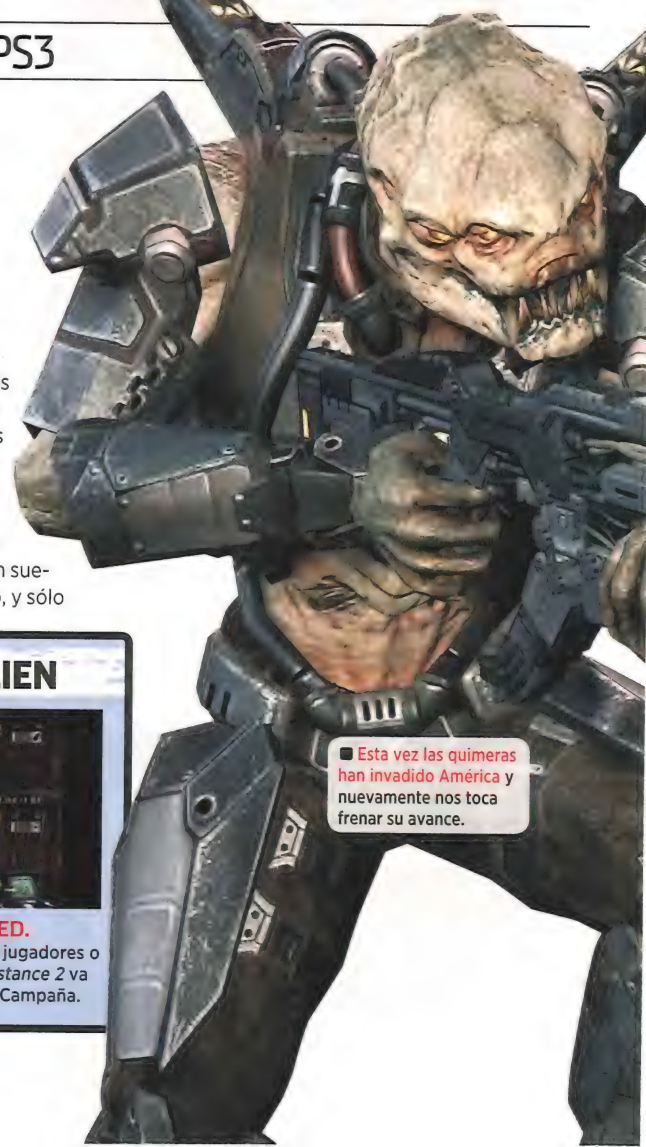 PS3
s
s
n sue-
, y sólo
IEN
ED.
jugadores o
stance 2 va
Campaña.
Esta vez las quimeras
han invadido América y
nuevamente nos toca
frenar su avance.